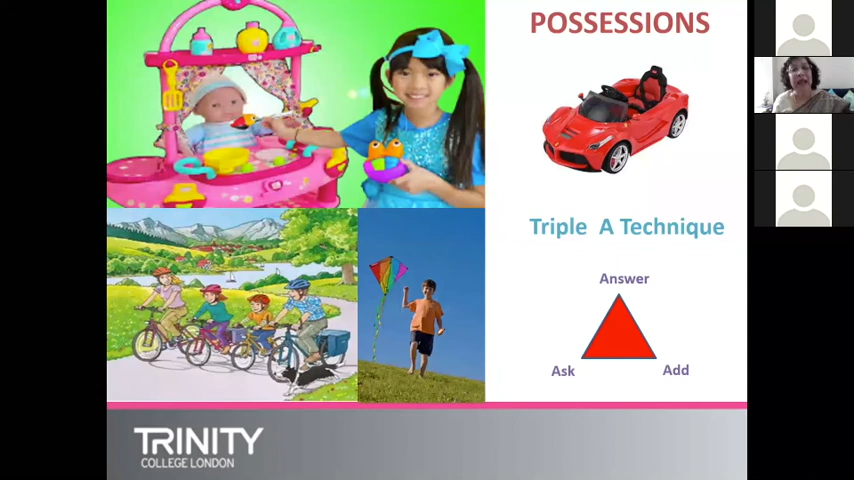 POSSESSIONS
Triple A Technique
Answer
Ask
Add
TRINITY
COLLEGE LONDON